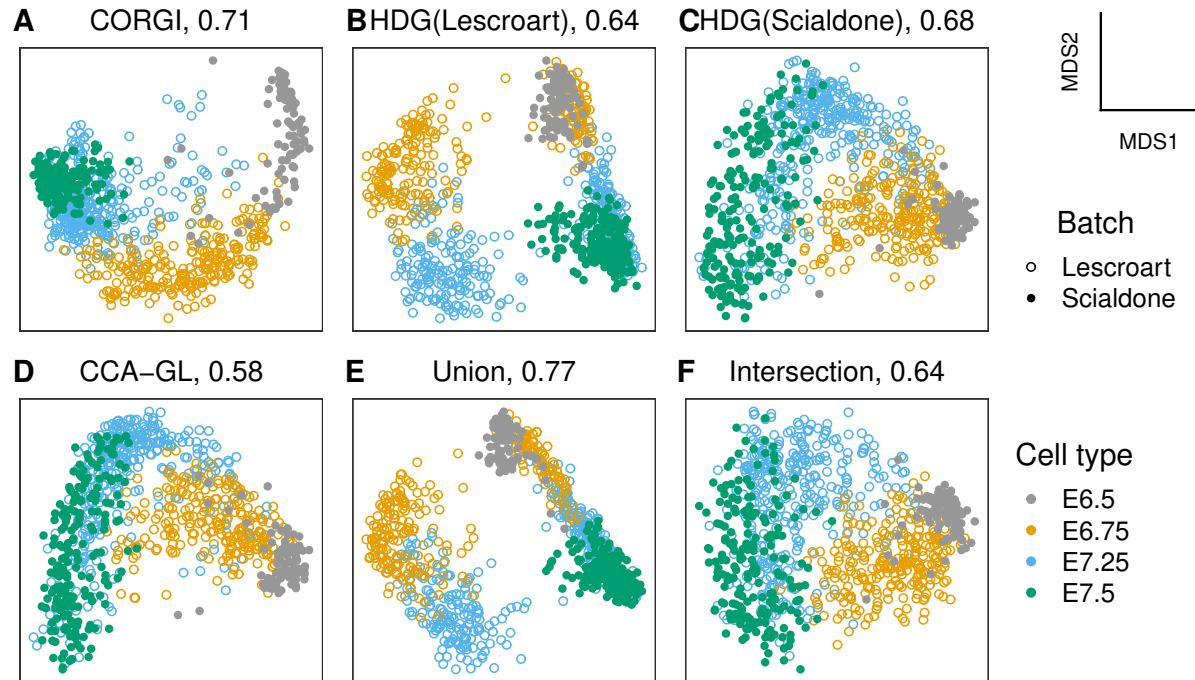 A CORGI, 0.71
B HDG(Lescroart), 0.64
C HDG(Scialdone), 0.68
MDS2
MDS1
Batch
Lescroart
Scialdone
D CCA−GL, 0.58
E Union, 0.77
F Intersection, 0.64
Cell type
E6.5
E6.75
E7.25
E7.5